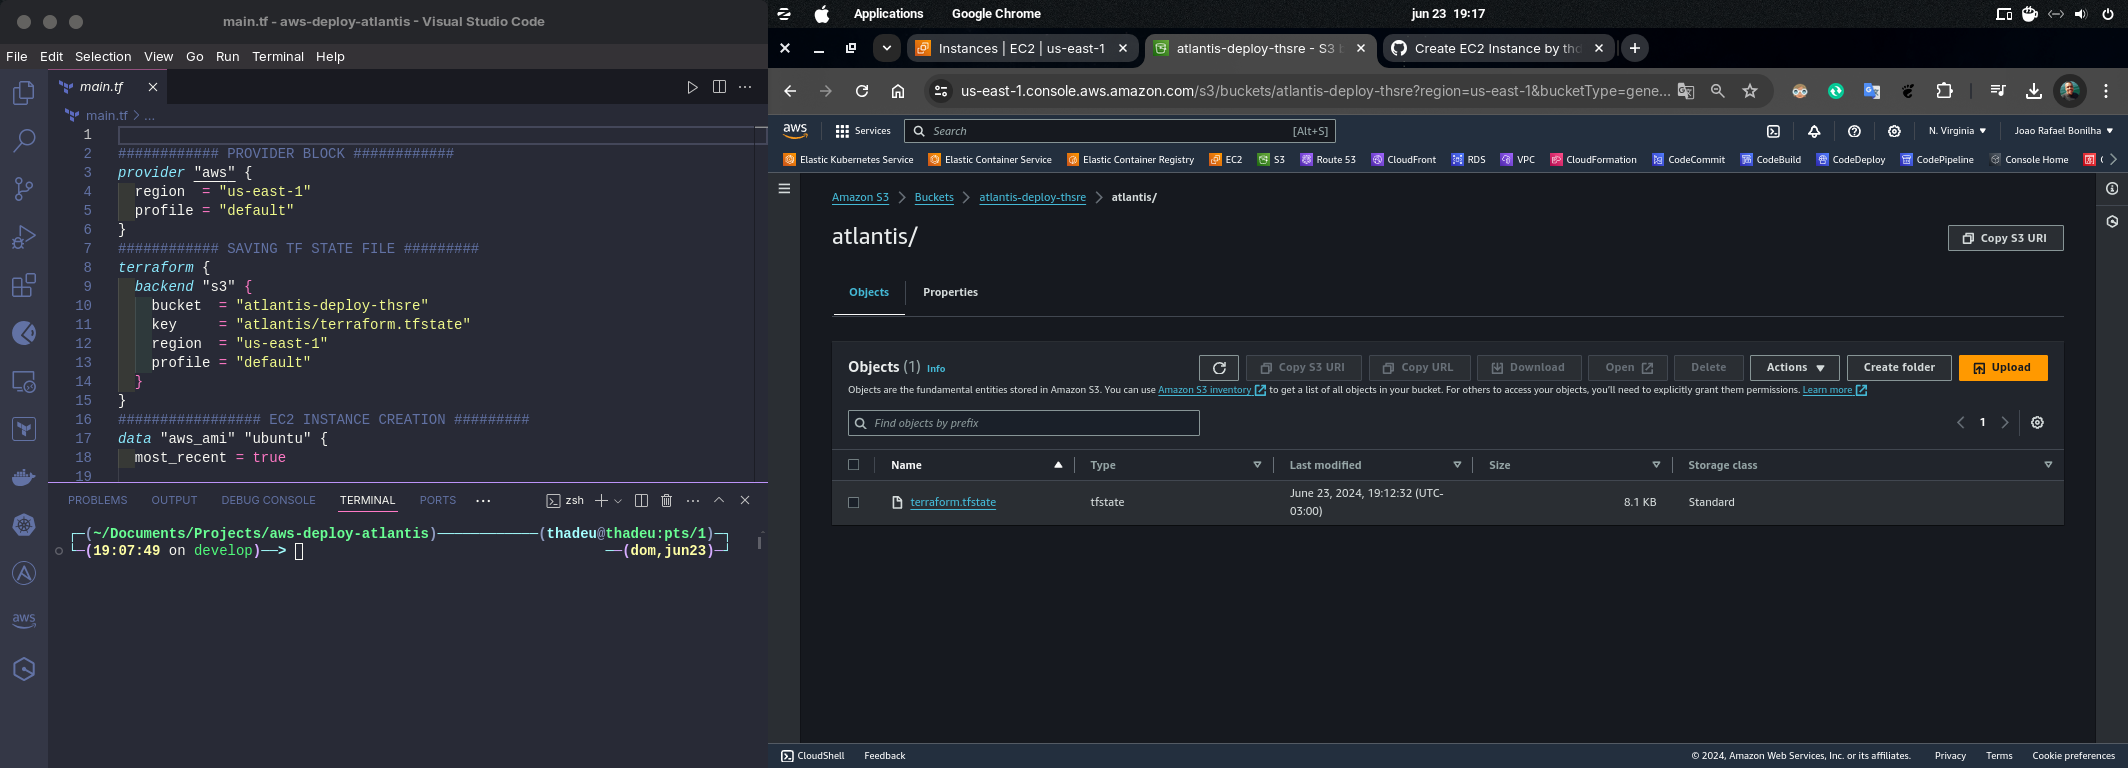 main.tf - aws-deploy-atlantis - Visual Studio Code
File Edit Selection View Go Run Terminal Help
main.tf
main.tf > ...
1
2 ############ PROVIDER BLOCK ############
3 provider "aws" {
4 region = "us-east-1"
5 profile = "default"
6 }
7 ############ SAVING TF STATE FILE #########
8 terraform {
9 backend "s3" {
10 bucket = "atlantis-deploy-thsre"
11 key = "atlantis/terraform.tfstate"
12 region = "us-east-1"
13 profile = "default"
14 }
15 }
16 ################# EC2 INSTANCE CREATION #########
17 data "aws_ami" "ubuntu" {
18 most_recent = true
19
PROBLEMS OUTPUT DEBUG CONSOLE TERMINAL PORTS ... zsh
(~/Documents/Projects/aws-deploy-atlantis) (thadeu@thadeu:pts/1)
(19:07:49 on develop)--> (dom,jun23)
aws
Applications Google Chrome jun 23 19:17
Instances | EC2 | us-east-1
atlantis-deploy-thsre - S3 b
Create EC2 Instance by thd
us-east-1.console.aws.amazon.com/s3/buckets/atlantis-deploy-thsre?region=us-east-1&bucketType=gene...
aws Services Search [Alt+S] N. Virginia Joao Rafael Bonilha
Elastic Kubernetes Service Elastic Container Service Elastic Container Registry EC2 S3 Route 53 CloudFront RDS VPC CloudFormation CodeCommit CodeBuild CodeDeploy CodePipeline Console Home
Amazon S3 > Buckets > atlantis-deploy-thsre > atlantis/
atlantis/
Copy S3 URI
Objects Properties
Objects (1) Info
Copy S3 URI Copy URL Download Open Delete Actions Create folder Upload
Objects are the fundamental entities stored in Amazon S3. You can use Amazon S3 inventory to get a list of all objects in your bucket. For others to access your objects, you'll need to explicitly grant them permissions. Learn more
Find objects by prefix
1
Name Type Last modified Size Storage class
terraform.tfstate tfstate June 23, 2024, 19:12:32 (UTC-
03:00) 8.1 KB Standard
CloudShell Feedback © 2024, Amazon Web Services, Inc. or its affiliates. Privacy Terms Cookie preferences